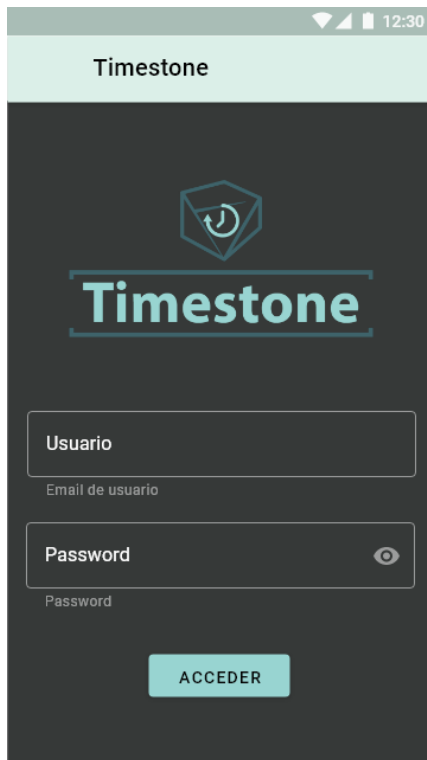 12:30
Timestone
Timestone
Usuario
Email de usuario
Password
Password
ACCEDER